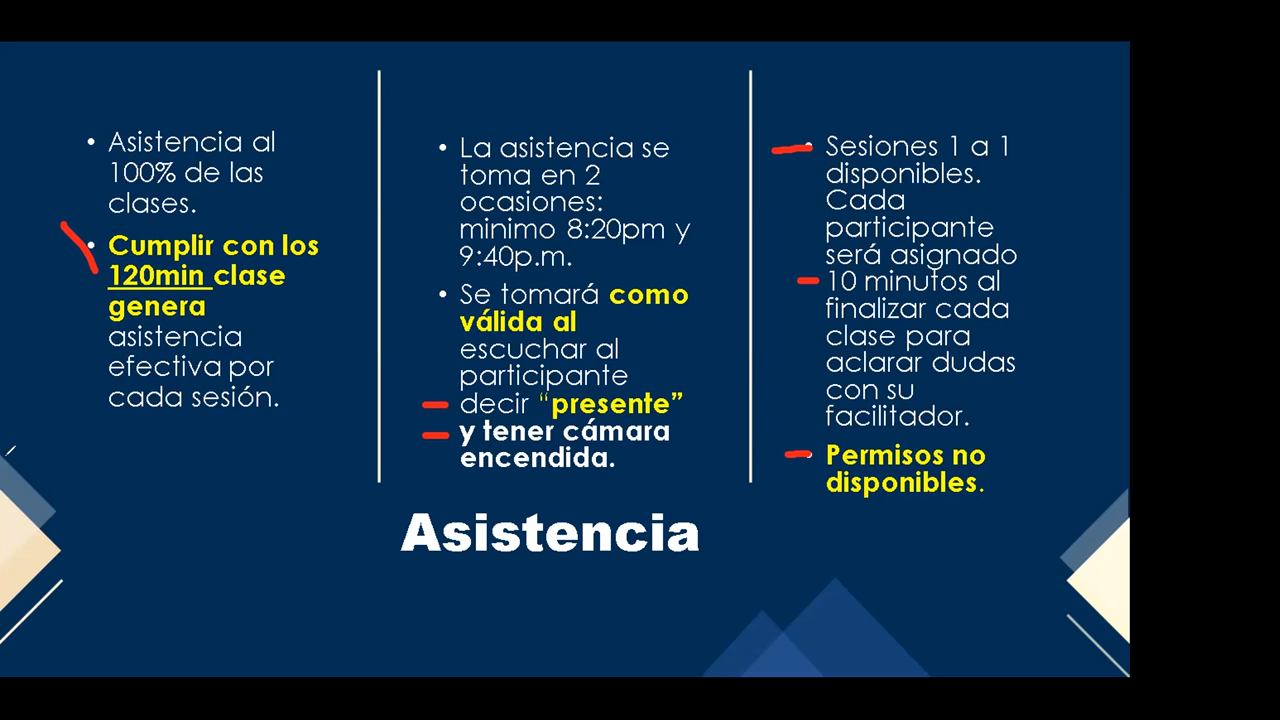 • Asistencia al
100% de las
clases.
• Cumplir con los
120min clase
genera
asistencia
efectiva por
cada sesión.
• La asistencia se
toma en 2
ocasiones:
minimo 8:20pm y
9:40p.m.
• Se tomará como
válida al
escuchar al
participante
decir “presente”
y tener cámara
encendida.
• Sesiones 1 a 1
disponibles.
Cada
participante
será asignado
10 minutos al
finalizar cada
clase para
aclarar dudas
con su
facilitador.
• Permisos no
disponibles.
Asistencia